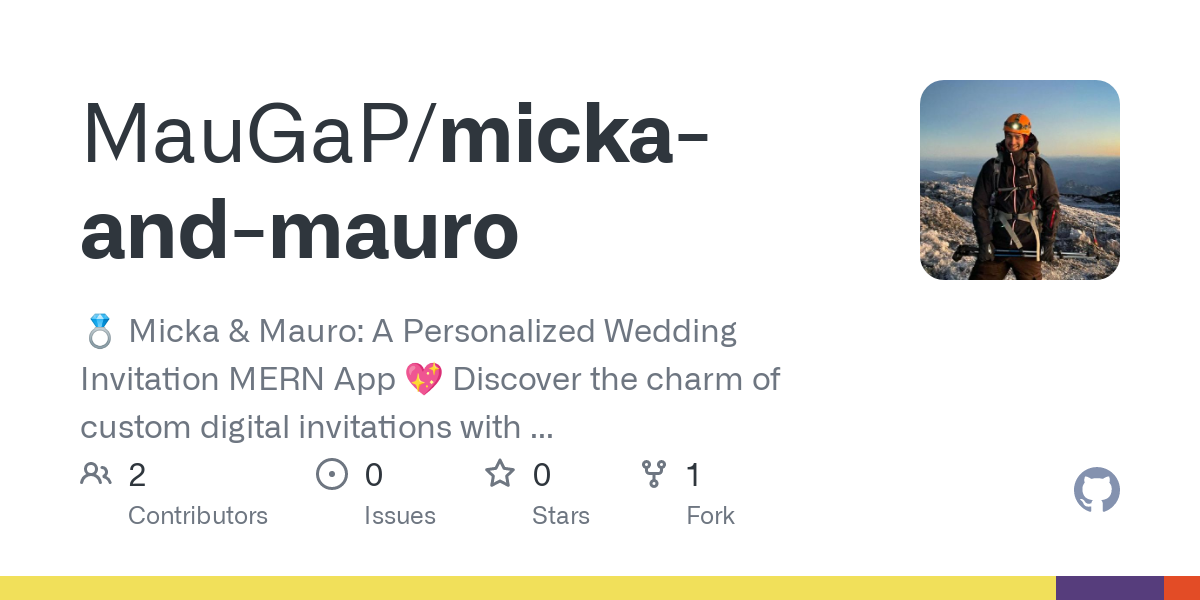 MauGaP/micka-
and-mauro
💍 Micka & Mauro: A Personalized Wedding
Invitation MERN App 💖 Discover the charm of
custom digital invitations with ...
2 0 0 1
Contributors Issues Stars Fork